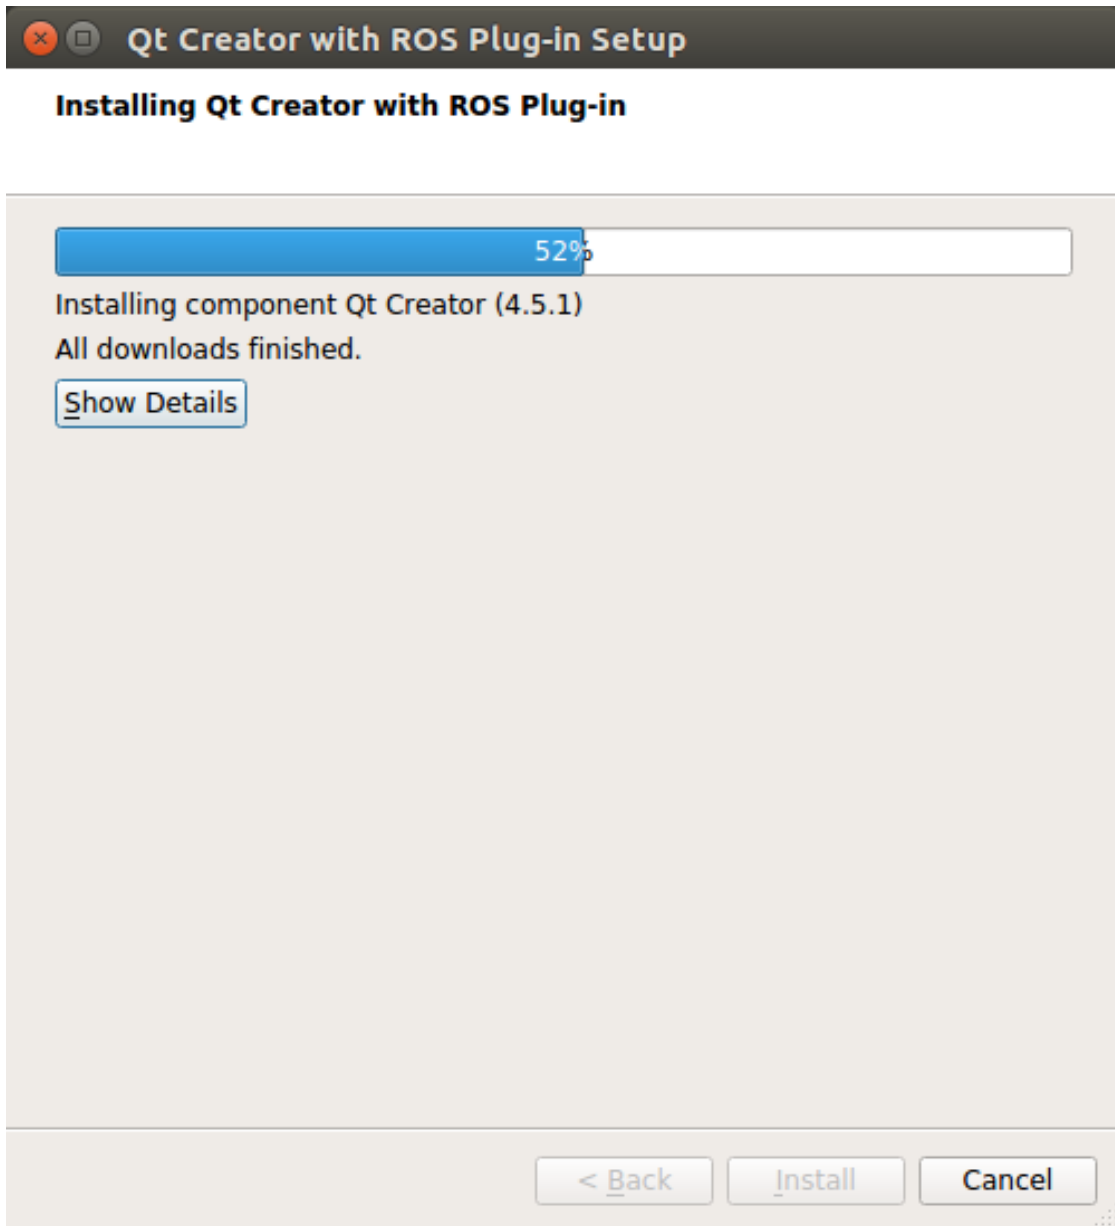 Qt Creator with ROS Plug-in Setup
Installing Qt Creator with ROS Plug-in
52%
Installing component Qt Creator (4.5.1)
All downloads finished.
Show Details
< Back Install Cancel